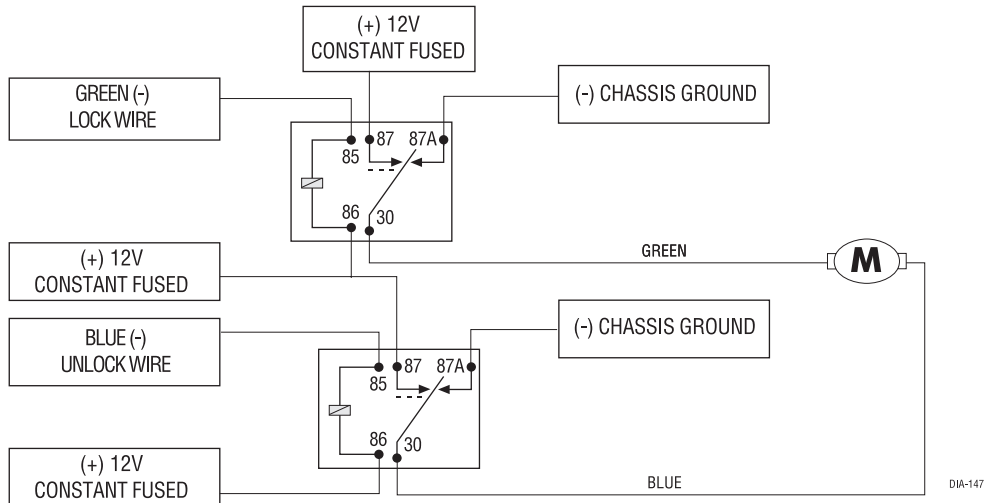 (+) 12V
CONSTANT FUSED
GREEN (-)
LOCK WIRE
(-) CHASSIS GROUND
87
87A
85
86
30
GREEN
M
(+) 12V
CONSTANT FUSED
(-) CHASSIS GROUND
BLUE (-)
UNLOCK WIRE
87
87A
85
86
30
(+) 12V
CONSTANT FUSED
BLUE
DIA-147